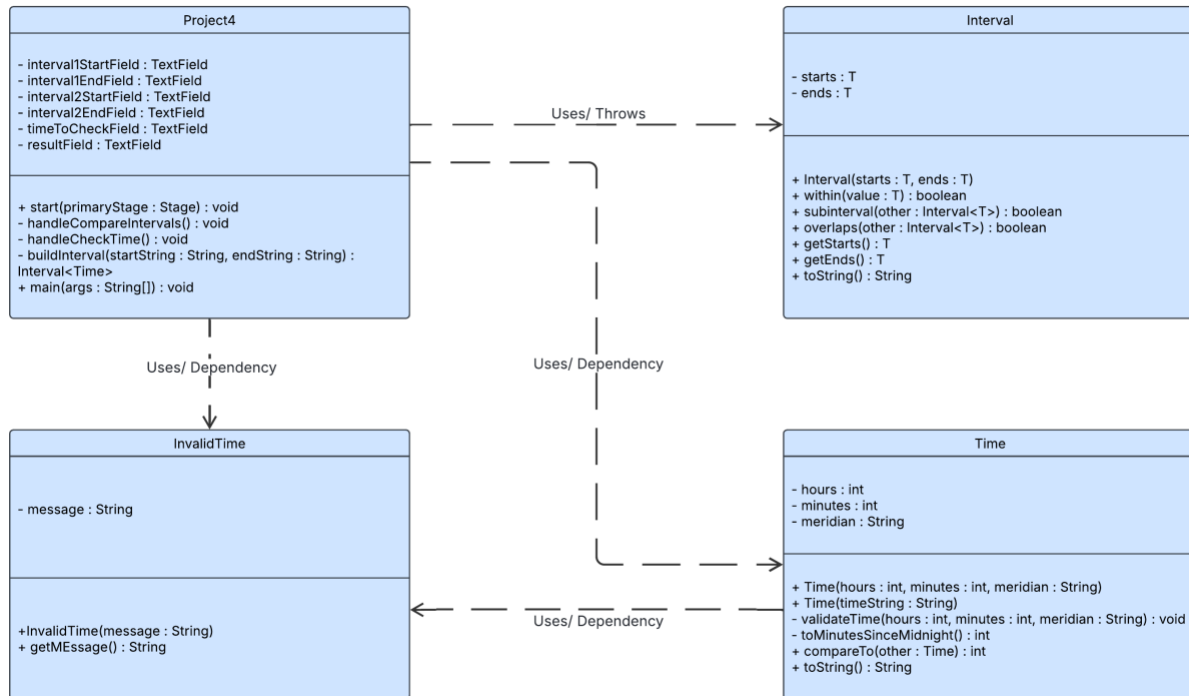 Project4
- interval1StartField : TextField
- interval1EndField : TextField
- interval2StartField : TextField
- interval2EndField : TextField
- timeToCheckField : TextField
- resultField : TextField
+ start(primaryStage : Stage) : void
- handleCompareIntervals() : void
- handleCheckTime() : void
- buildInterval(startString : String, endString : String) :
Interval<Time>
+ main(args : String[]) : void
Uses/ Throws
Interval
- starts : T
- ends : T
+ Interval(starts : T, ends : T)
+ within(value : T) : boolean
+ subinterval(other : Interval<T>) : boolean
+ overlaps(other : Interval<T>) : boolean
+ getStarts() : T
+ getEnds() : T
+ toString() : String
Uses/ Dependency
Uses/ Dependency
InvalidTime
- message : String
+InvalidTime(message : String)
+ getMEssage() : String
Uses/ Dependency
Time
- hours : int
- minutes : int
- meridian : String
+ Time(hours : int, minutes : int, meridian : String)
+ Time(timeString : String)
- validateTime(hours : int, minutes : int, meridian : String) : void
- toMinutesSinceMidnight() : int
+ compareTo(other : Time) : int
+ toString() : String